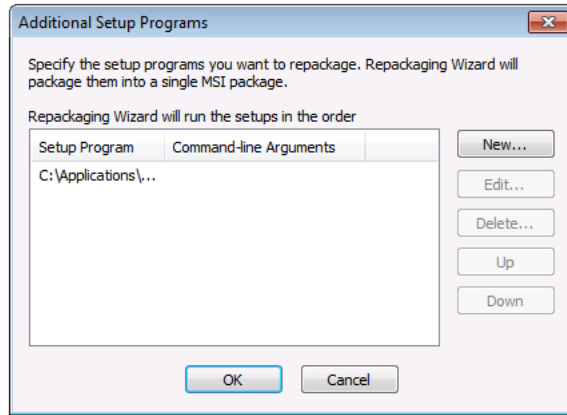 Additional Setup Programs
Specify the setup programs you want to repackage. Repackaging Wizard will
package them into a single MSI package.
Repackaging Wizard will run the setups in the order
Setup Program Command-line Arguments
New...
C:\Applications\...
Edit...
Delete...
Up
Down
OK Cancel